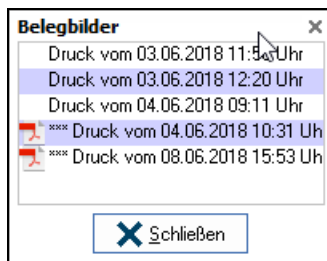 Belegbilder
Druck vom 03.06.2018 11:5 Uhr
Druck vom 03.06.2018 12:20 Uhr
Druck vom 04.06.2018 09:11 Uhr
*** Druck vom 04.06.2018 10:31 Uh
*** Druck vom 08.06.2018 15:53 Uh
Schließen